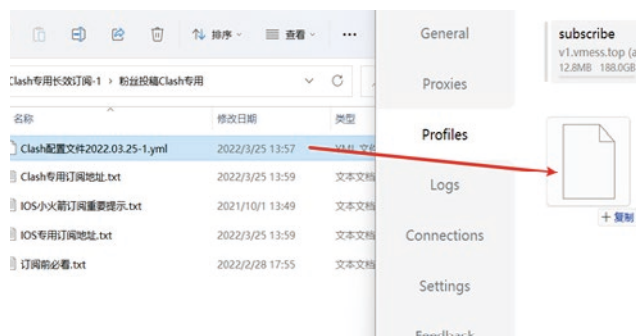 排序 查看 ...
Clash专用长效订阅-1 › 粉丝投稿Clash专用
名称 修改日期 类型
Clash配置文件2022.03.25-1.yml 2022/3/25 13:57 YML 文件
Clash专用订阅地址.txt 2022/3/25 13:59 文本文档
IOS小火箭订阅重要提示.txt 2021/10/1 13:49 文本文档
IOS专用订阅地址.txt 2022/3/25 13:59 文本文档
订阅前必看.txt 2022/2/28 17:55 文本文档
General
Proxies
Profiles
Logs
Connections
Settings
Feedback
subscribe
v1.vmess.top (a
12.8MB 188.0GB
+ 复制